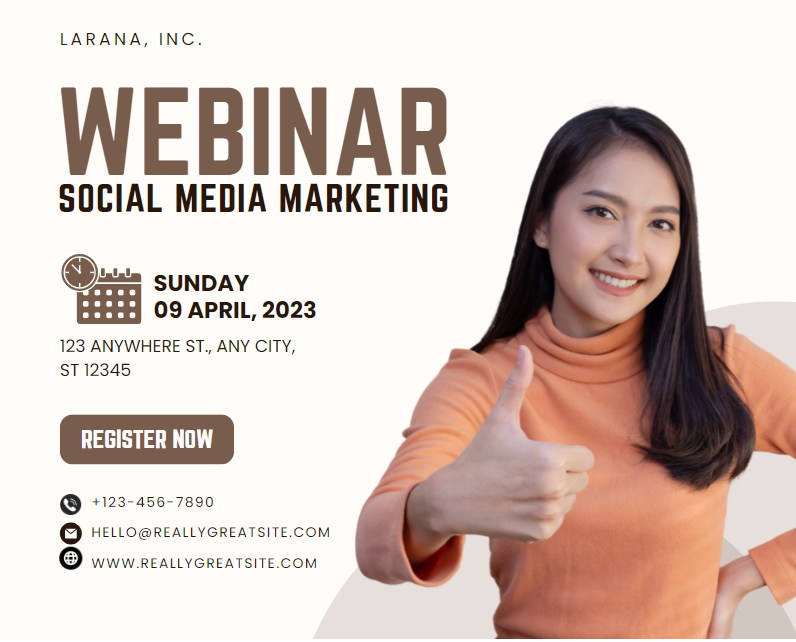 LARANA, INC.
WEBINAR
SOCIAL MEDIA MARKETING
SUNDAY
09 APRIL, 2023
123 ANYWHERE ST., ANY CITY,
ST 12345
REGISTER NOW
+123-456-7890
HELLO@REALLYGREATSITE.COM
WWW.REALLYGREATSITE.COM